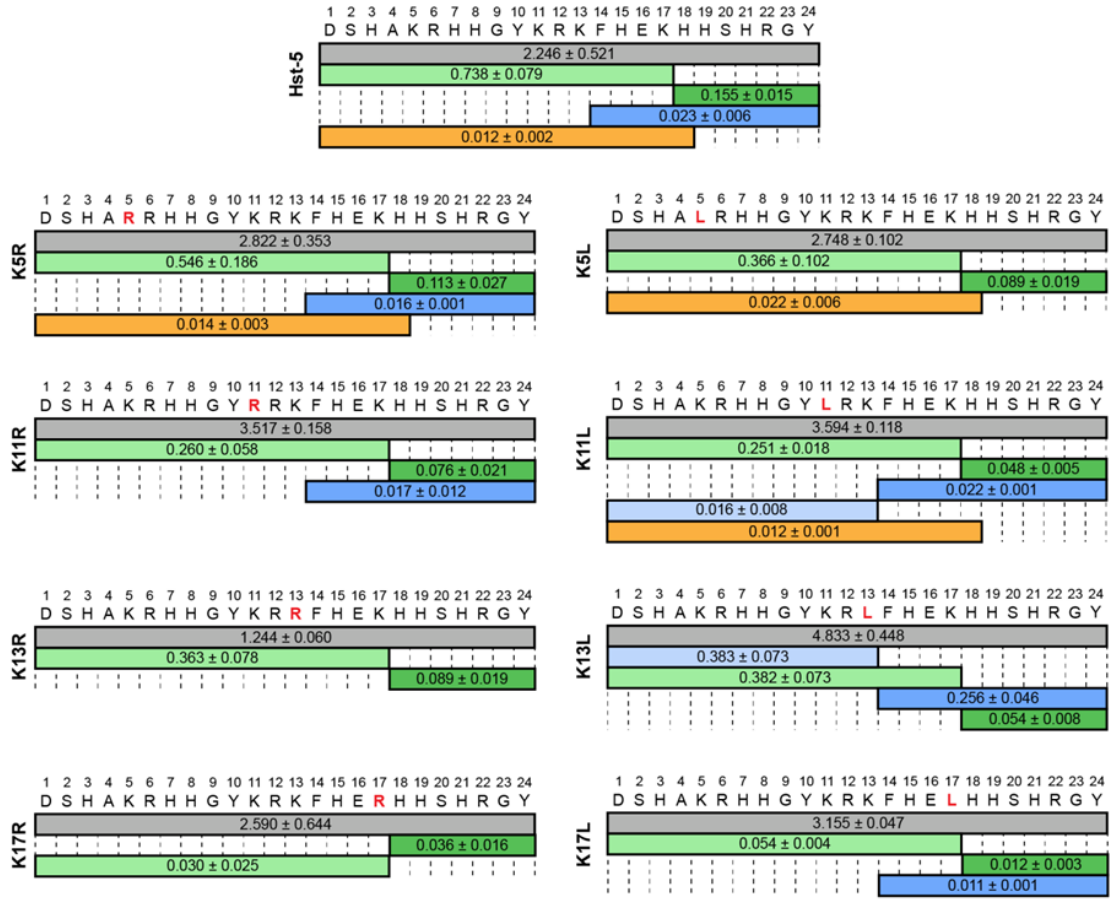 1 2 3 4 5 6 7 8 9 10 11 12 13 14 15 16 17 18 19 20 21 22 23 24
D S H A K R H H G Y K R K F H E K H H S H R G Y
Hst-5
2.246 ± 0.521
0.738 ± 0.079
0.155 ± 0.015
0.023 ± 0.006
0.012 ± 0.002
1 2 3 4 5 6 7 8 9 10 11 12 13 14 15 16 17 18 19 20 21 22 23 24
D S H A R R H H G Y K R K F H E K H H S H R G Y
K5R
2.822 ± 0.353
0.546 ± 0.186
0.113 ± 0.027
0.016 ± 0.001
0.014 ± 0.003
1 2 3 4 5 6 7 8 9 10 11 12 13 14 15 16 17 18 19 20 21 22 23 24
D S H A L R H H G Y K R K F H E K H H S H R G Y
K5L
2.748 ± 0.102
0.366 ± 0.102
0.089 ± 0.019
0.022 ± 0.006
1 2 3 4 5 6 7 8 9 10 11 12 13 14 15 16 17 18 19 20 21 22 23 24
D S H A K R H H G Y R R K F H E K H H S H R G Y
K11R
3.517 ± 0.158
0.260 ± 0.058
0.076 ± 0.021
0.017 ± 0.012
1 2 3 4 5 6 7 8 9 10 11 12 13 14 15 16 17 18 19 20 21 22 23 24
D S H A K R H H G Y L R K F H E K H H S H R G Y
K11L
3.594 ± 0.118
0.251 ± 0.018
0.048 ± 0.005
0.022 ± 0.001
0.016 ± 0.008
0.012 ± 0.001
1 2 3 4 5 6 7 8 9 10 11 12 13 14 15 16 17 18 19 20 21 22 23 24
D S H A K R H H G Y K R R F H E K H H S H R G Y
K13R
1.244 ± 0.060
0.363 ± 0.078
0.089 ± 0.019
1 2 3 4 5 6 7 8 9 10 11 12 13 14 15 16 17 18 19 20 21 22 23 24
D S H A K R H H G Y K R L F H E K H H S H R G Y
K13L
4.833 ± 0.448
0.383 ± 0.073
0.382 ± 0.073
0.256 ± 0.046
0.054 ± 0.008
1 2 3 4 5 6 7 8 9 10 11 12 13 14 15 16 17 18 19 20 21 22 23 24
D S H A K R H H G Y K R K F H E R H H S H R G Y
K17R
2.590 ± 0.644
0.036 ± 0.016
0.030 ± 0.025
1 2 3 4 5 6 7 8 9 10 11 12 13 14 15 16 17 18 19 20 21 22 23 24
D S H A K R H H G Y K R K F H E L H H S H R G Y
K17L
3.155 ± 0.047
0.054 ± 0.004
0.012 ± 0.003
0.011 ± 0.001